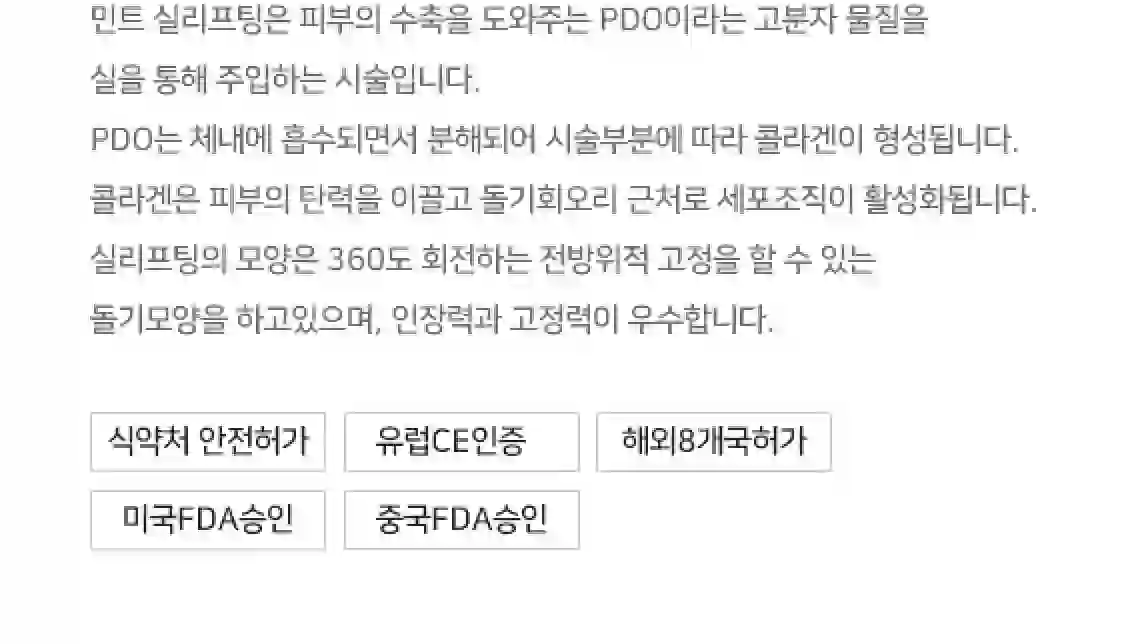 민트 실리프팅은 피부의 수축을 도와주는 PDO이라는 고분자 물질을
실을 통해 주입하는 시술입니다.
PDO는 체내에 흡수되면서 분해되어 시술부분에 따라 콜라겐이 형성됩니다.
콜라겐은 피부의 탄력을 이끌고 돌기회오리 근처로 세포조직이 활성화됩니다.
실리프팅의 모양은 360도 회전하는 전방위적 고정을 할 수 있는
돌기모양을 하고있으며, 인장력과 고정력이 우수합니다.
식약처 안전허가 유럽CE인증 해외8개국허가
미국FDA승인 중국FDA승인